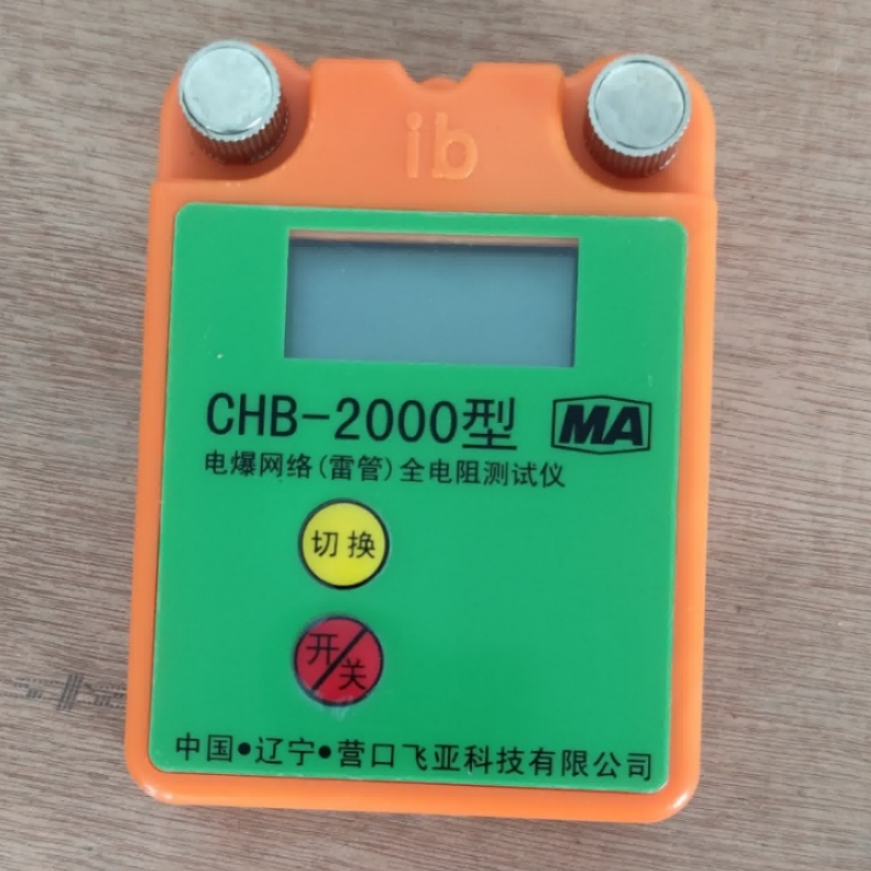 ib
CHB-2000型 MA
电爆网络(雷管)全电阻测试仪
切换
开/关
中国•辽宁•营口飞亚科技有限公司